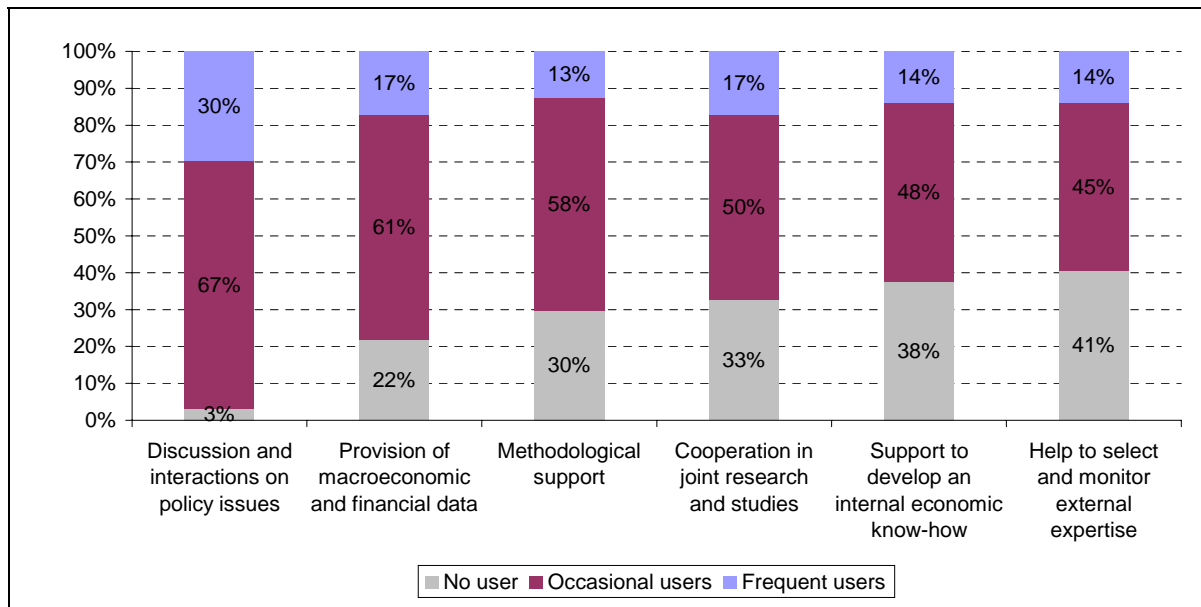 100%
90%
80%
70%
60%
50%
40%
30%
20%
10%
0%
30%
67%
3%
17%
61%
22%
13%
58%
30%
17%
50%
33%
14%
48%
38%
14%
45%
41%
Discussion and
interactions on
policy issues
Provision of
macroeconomic
and financial data
Methodological
support
Cooperation in
joint research
and studies
Support to
develop an
internal economic
know-how
Help to select
and monitor
external
expertise
No user
Occasional users
Frequent users